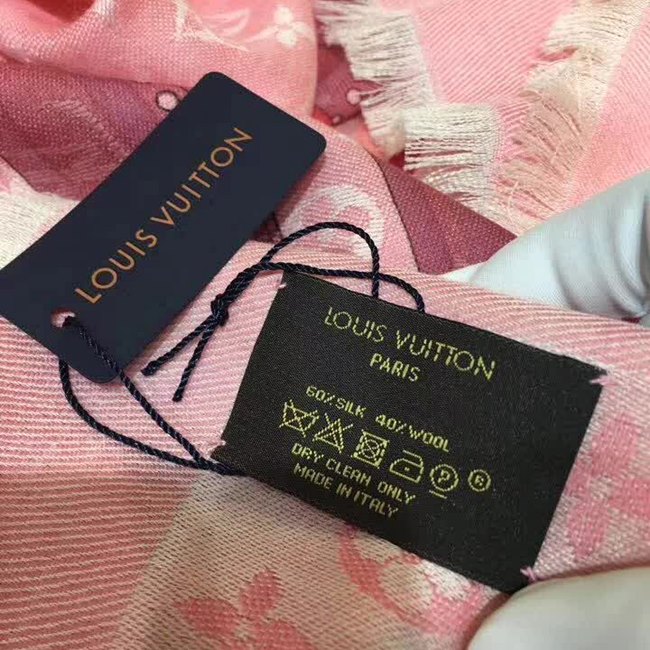 LOUIS VUITTON
LOUIS VUITTON
PARIS
60% SILK 40% WOOL
P
DRY CLEAN ONLY
MADE IN ITALY